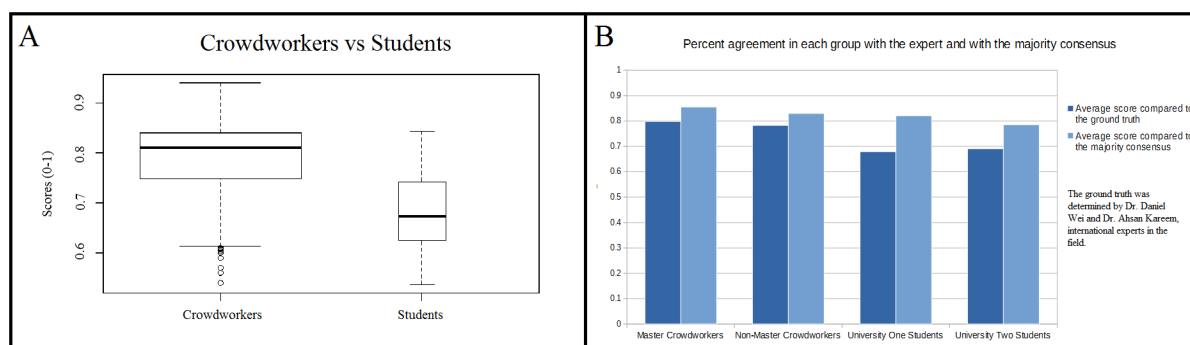 A
Crowdworkers vs Students
Scores (0-1)
0.9
0.8
0.7
0.6
Crowdworkers
Students
B
Percent agreement in each group with the expert and with the majority consensus
1
0.9
0.8
0.7
0.6
0.5
0.4
0.3
0.2
0.1
0
Master Crowdworkers
Non-Master Crowdworkers
University One Students
University Two Students
Average score compared to
the ground truth
Average score compared to
the majority consensus
The ground truth was
determined by Dr. Daniel
Wei and Dr. Ahsan Kareem,
international experts in the
field.